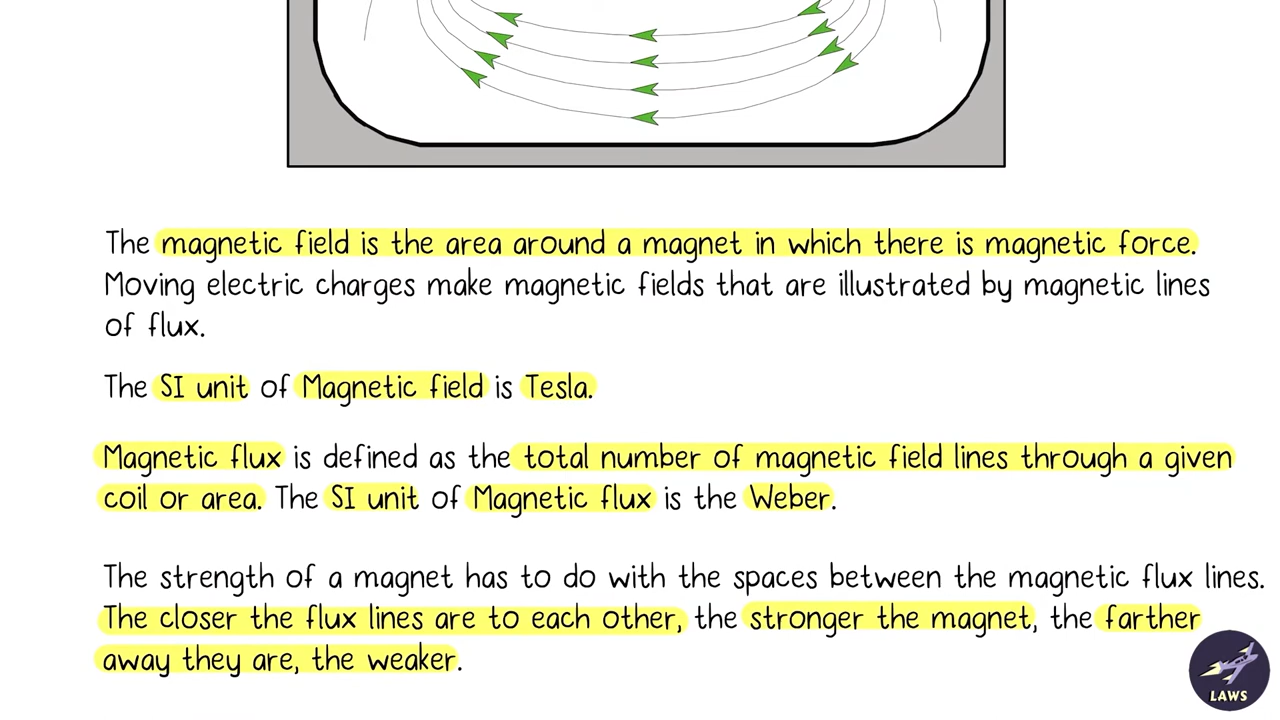 The magnetic field is the area around a magnet in which there is magnetic force.
Moving electric charges make magnetic fields that are illustrated by magnetic lines
of flux.
The SI unit of Magnetic field is Tesla.
Magnetic flux is defined as the total number of magnetic field lines through a given
coil or area. The SI unit of Magnetic flux is the Weber.
The strength of a magnet has to do with the spaces between the magnetic flux lines.
The closer the flux lines are to each other, the stronger the magnet, the farther
away they are, the weaker.
LAWS